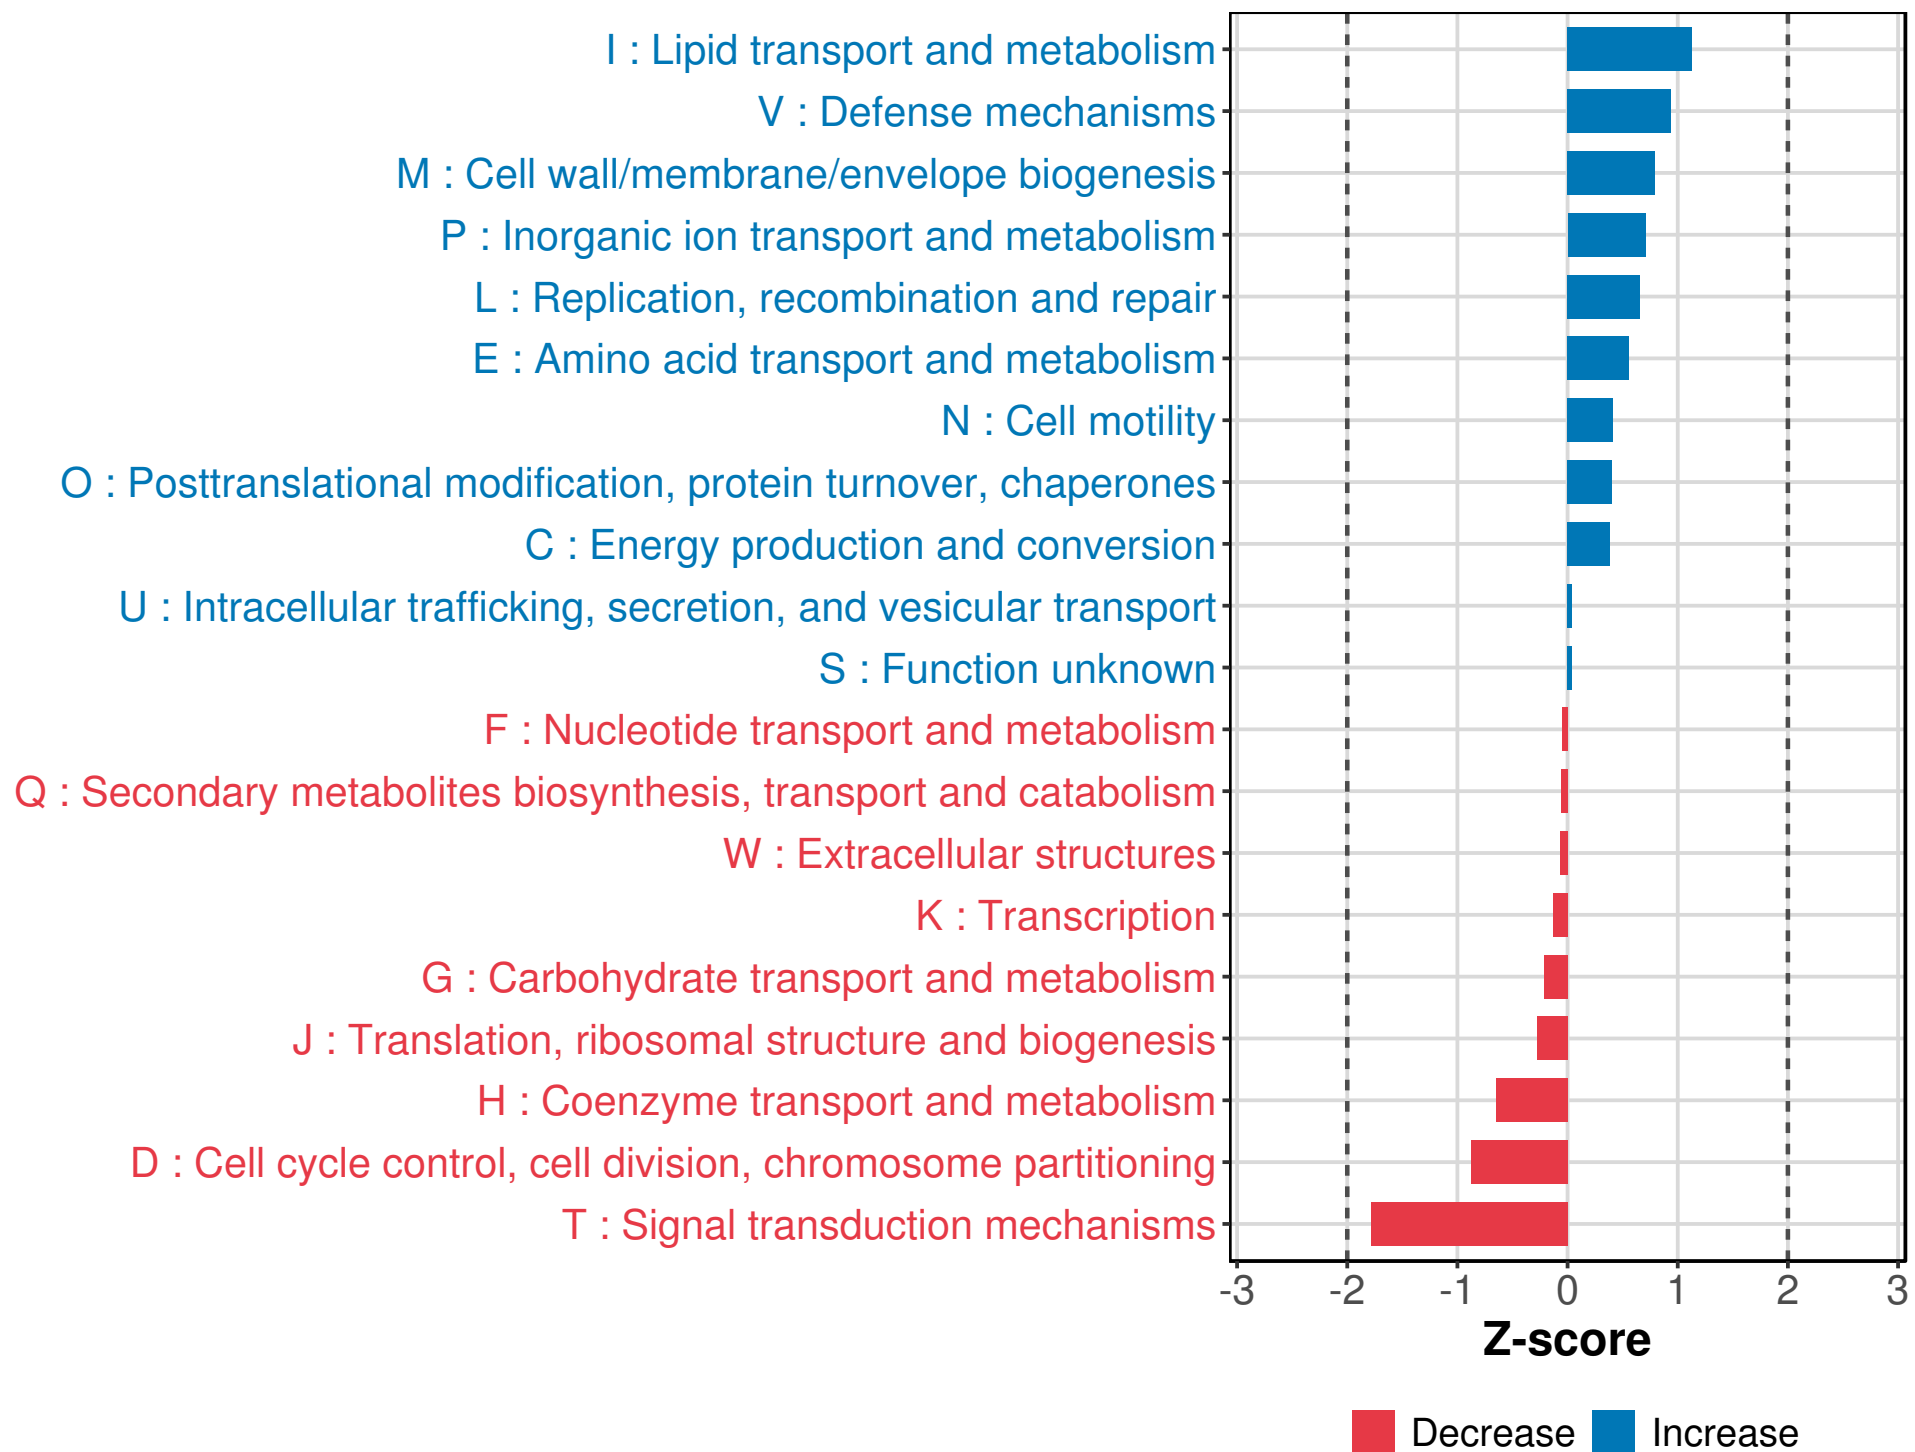 I : Lipid transport and metabolism
V : Defense mechanisms
M : Cell wall/membrane/envelope biogenesis
P : Inorganic ion transport and metabolism
L : Replication, recombination and repair
E : Amino acid transport and metabolism
N : Cell motility
O : Posttranslational modification, protein turnover, chaperones
C : Energy production and conversion
U : Intracellular trafficking, secretion, and vesicular transport
S : Function unknown
F : Nucleotide transport and metabolism
Q : Secondary metabolites biosynthesis, transport and catabolism
W : Extracellular structures
K : Transcription
G : Carbohydrate transport and metabolism
J : Translation, ribosomal structure and biogenesis
H : Coenzyme transport and metabolism
D : Cell cycle control, cell division, chromosome partitioning
T : Signal transduction mechanisms
-3 -2 -1 0 1 2 3
Z-score
Decrease Increase